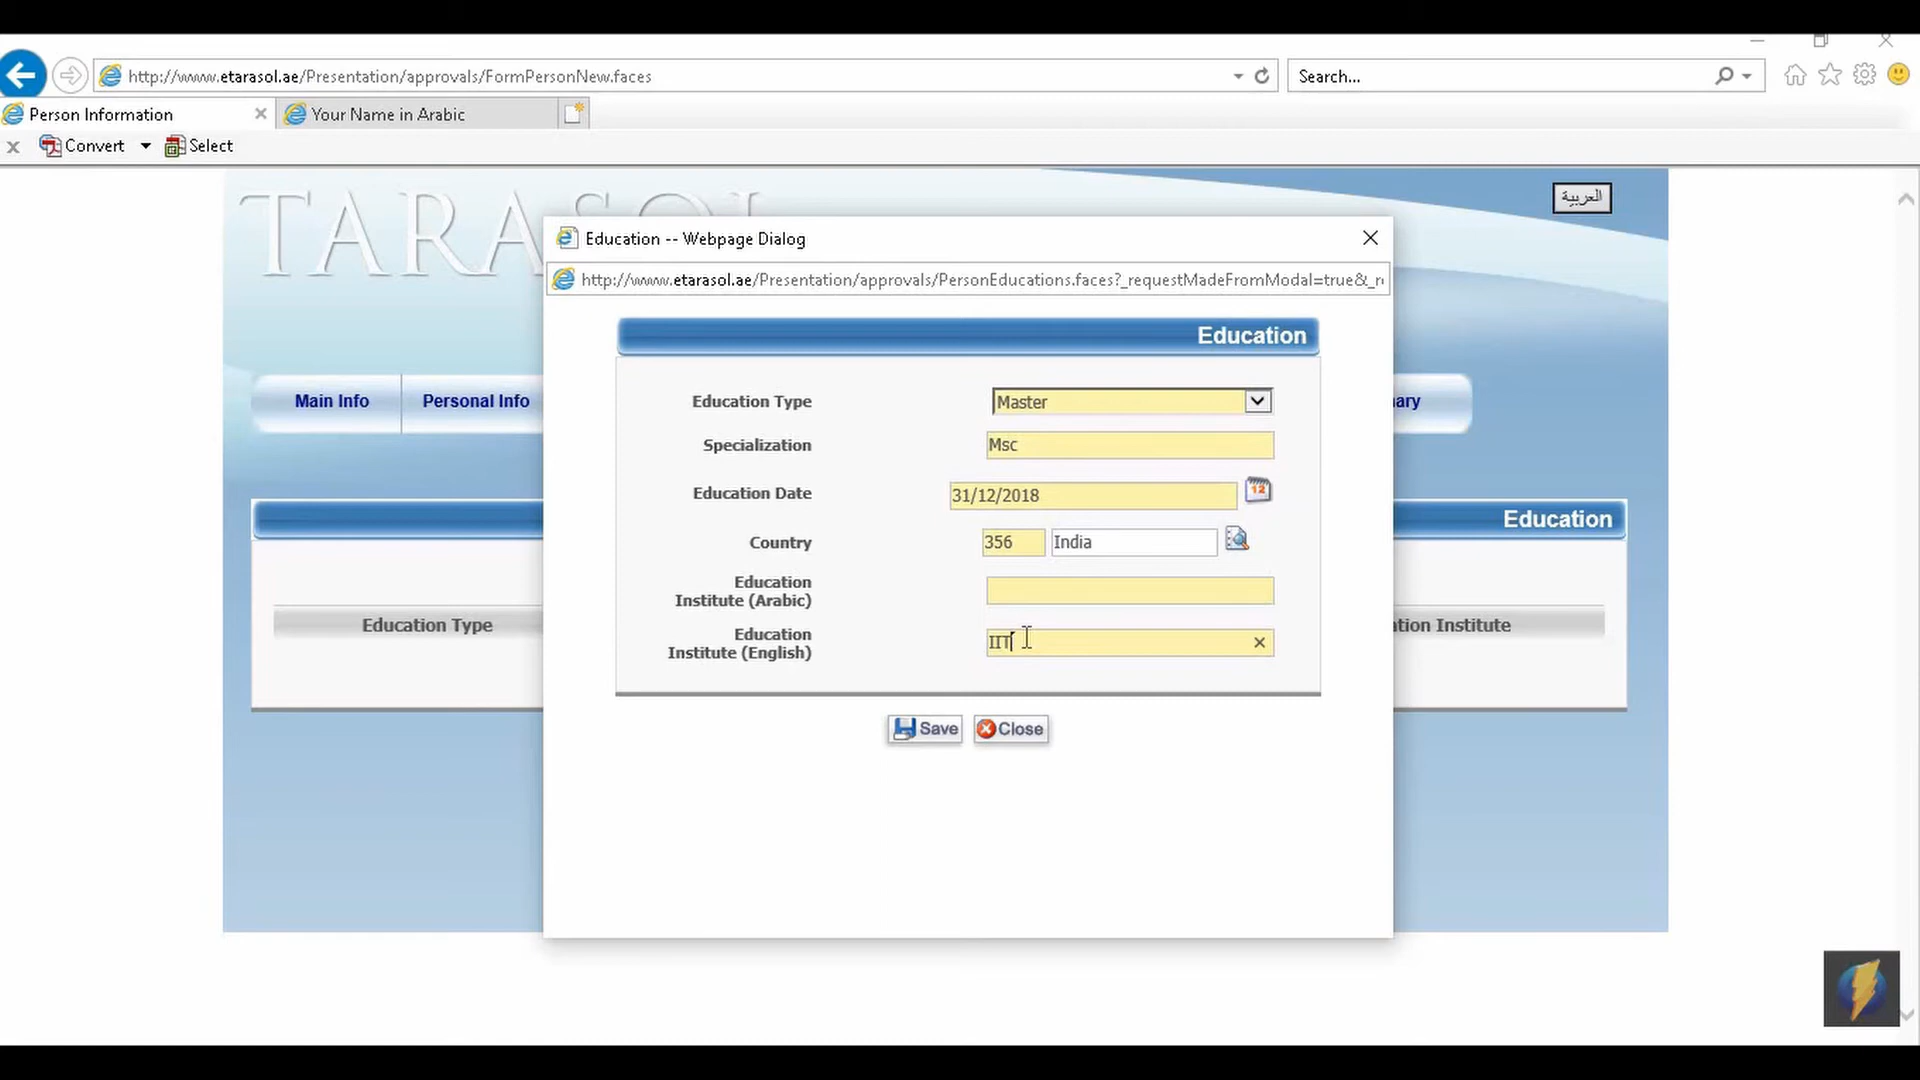 http://www.etarasol.ae/Presentation/approvals/FormPersonNew.faces
Search...
Person Information
Your Name in Arabic
Convert
Select
TARASOL
العربية
Education -- Webpage Dialog
http://www.etarasol.ae/Presentation/approvals/PersonEducations.faces?_requestMadeFromModal=true&_r
Education
Main Info
Personal Info
ary
Education Type
Master
Specialization
Msc
Education Date
31/12/2018
12
Country
356
India
Education
Institute (Arabic)
Education
Institute (English)
IIT
Save
Close
Education
Education Type
tion Institute